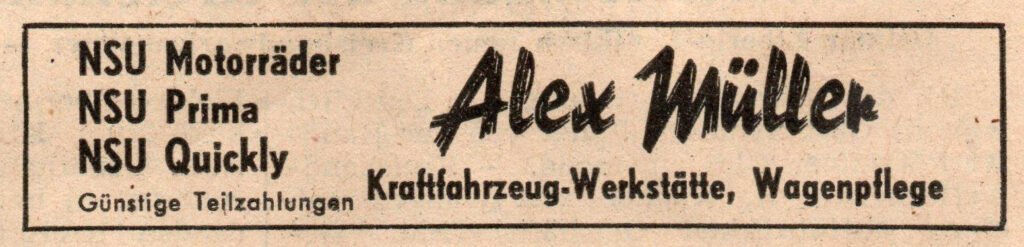 NSU Motorräder
NSU Prima
NSU Quickly
Günstige Teilzahlungen
Alex Müller
Kraftfahrzeug-Werkstätte, Wagenpflege